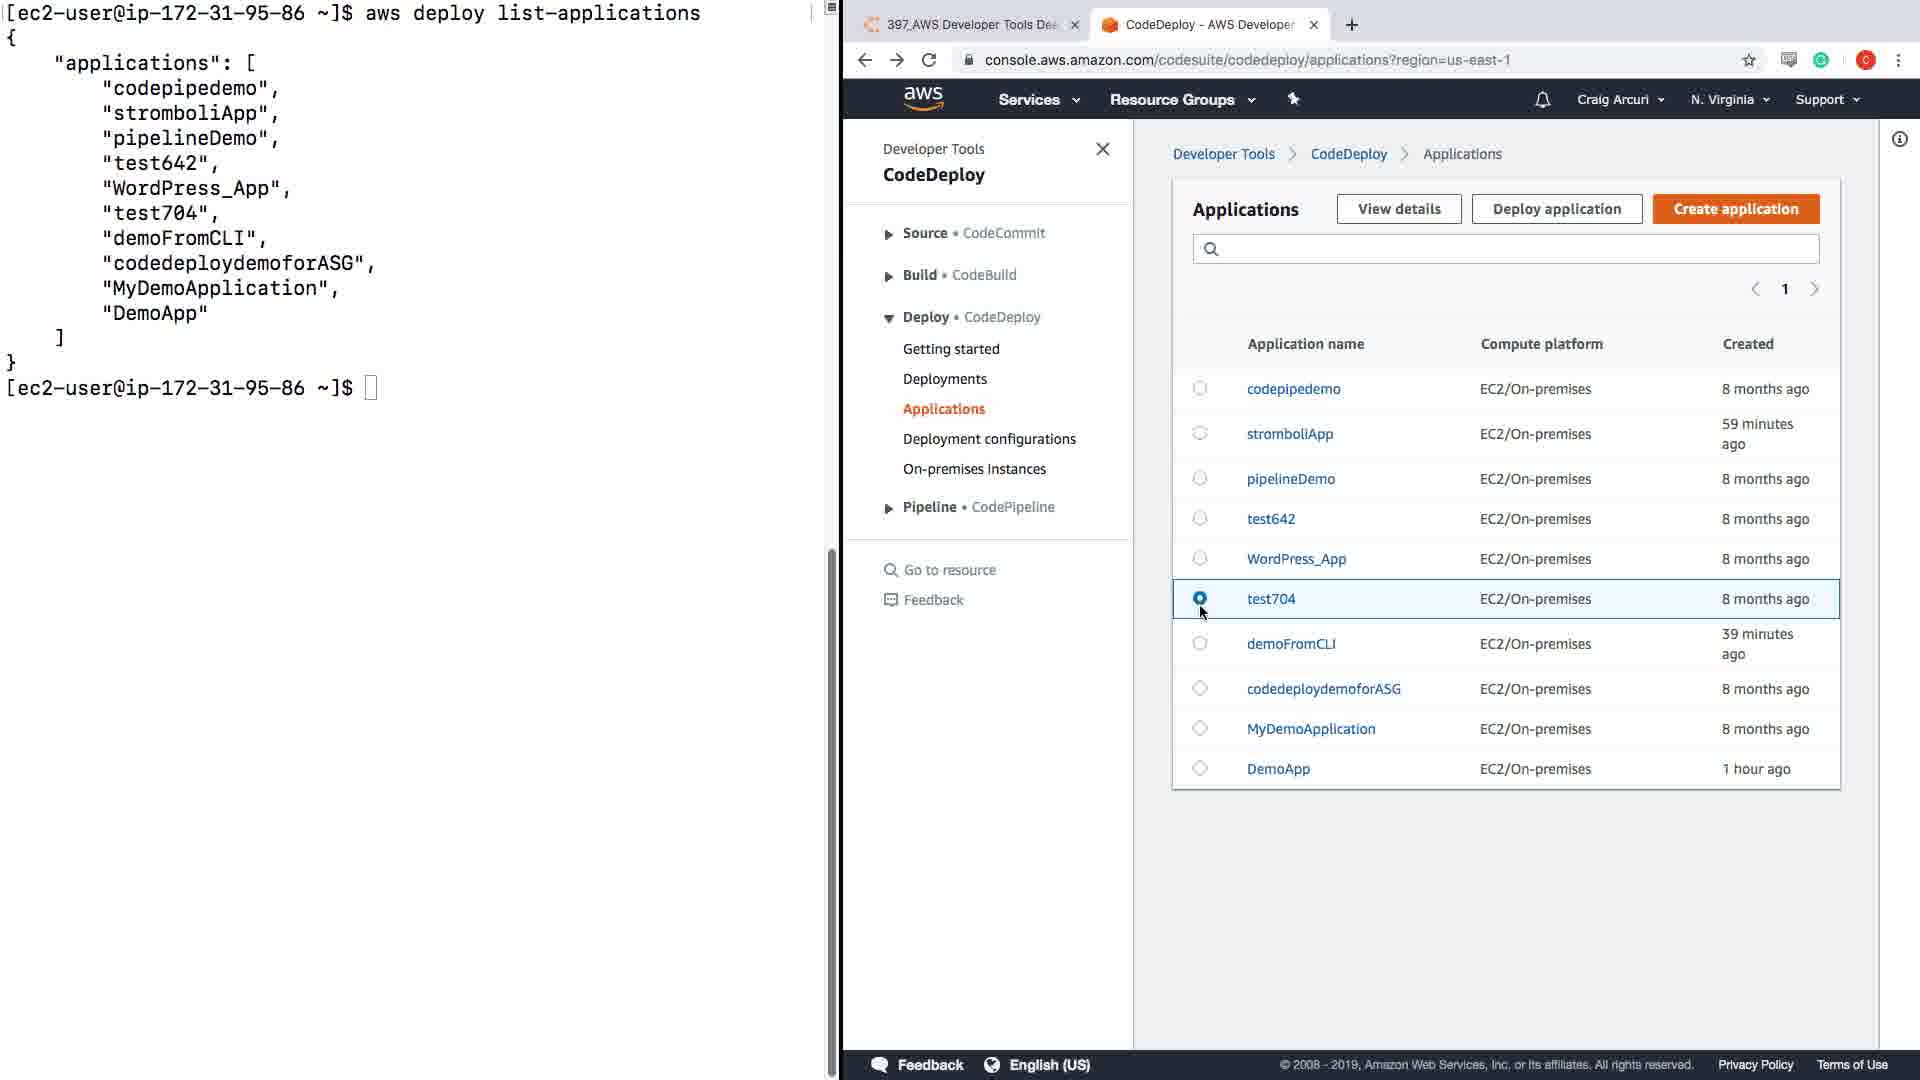 [ec2-user@ip-172-31-95-86 ~]$ aws deploy list-applications
{
"applications": [
"codepipedemo",
"stromboliApp",
"pipelineDemo",
"test642",
"WordPress_App",
"test704",
"demoFromCLI",
"codedeploydemoforASG",
"MyDemoApplication",
"DemoApp"
]
}
[ec2-user@ip-172-31-95-86 ~]$
397_AWS Developer Tools Dee
CodeDeploy - AWS Developer
console.aws.amazon.com/codesuite/codedeploy/applications?region=us-east-1
C
aws
Services
Resource Groups
Craig Arcuri
N. Virginia
Support
Developer Tools
CodeDeploy
Source • CodeCommit
Build • CodeBuild
Deploy • CodeDeploy
Getting started
Deployments
Applications
Deployment configurations
On-premises Instances
Pipeline • CodePipeline
Go to resource
Feedback
Developer Tools
CodeDeploy
Applications
Applications
View details
Deploy application
Create application
1
Application name Compute platform Created
codepipedemo EC2/On-premises 8 months ago
stromboliApp EC2/On-premises 59 minutes ago
pipelineDemo EC2/On-premises 8 months ago
test642 EC2/On-premises 8 months ago
WordPress_App EC2/On-premises 8 months ago
test704 EC2/On-premises 8 months ago
demoFromCLI EC2/On-premises 39 minutes ago
codedeploydemoforASG EC2/On-premises 8 months ago
MyDemoApplication EC2/On-premises 8 months ago
DemoApp EC2/On-premises 1 hour ago
Feedback
English (US)
© 2008 - 2019, Amazon Web Services, Inc. or its affiliates. All rights reserved.
Privacy Policy
Terms of Use